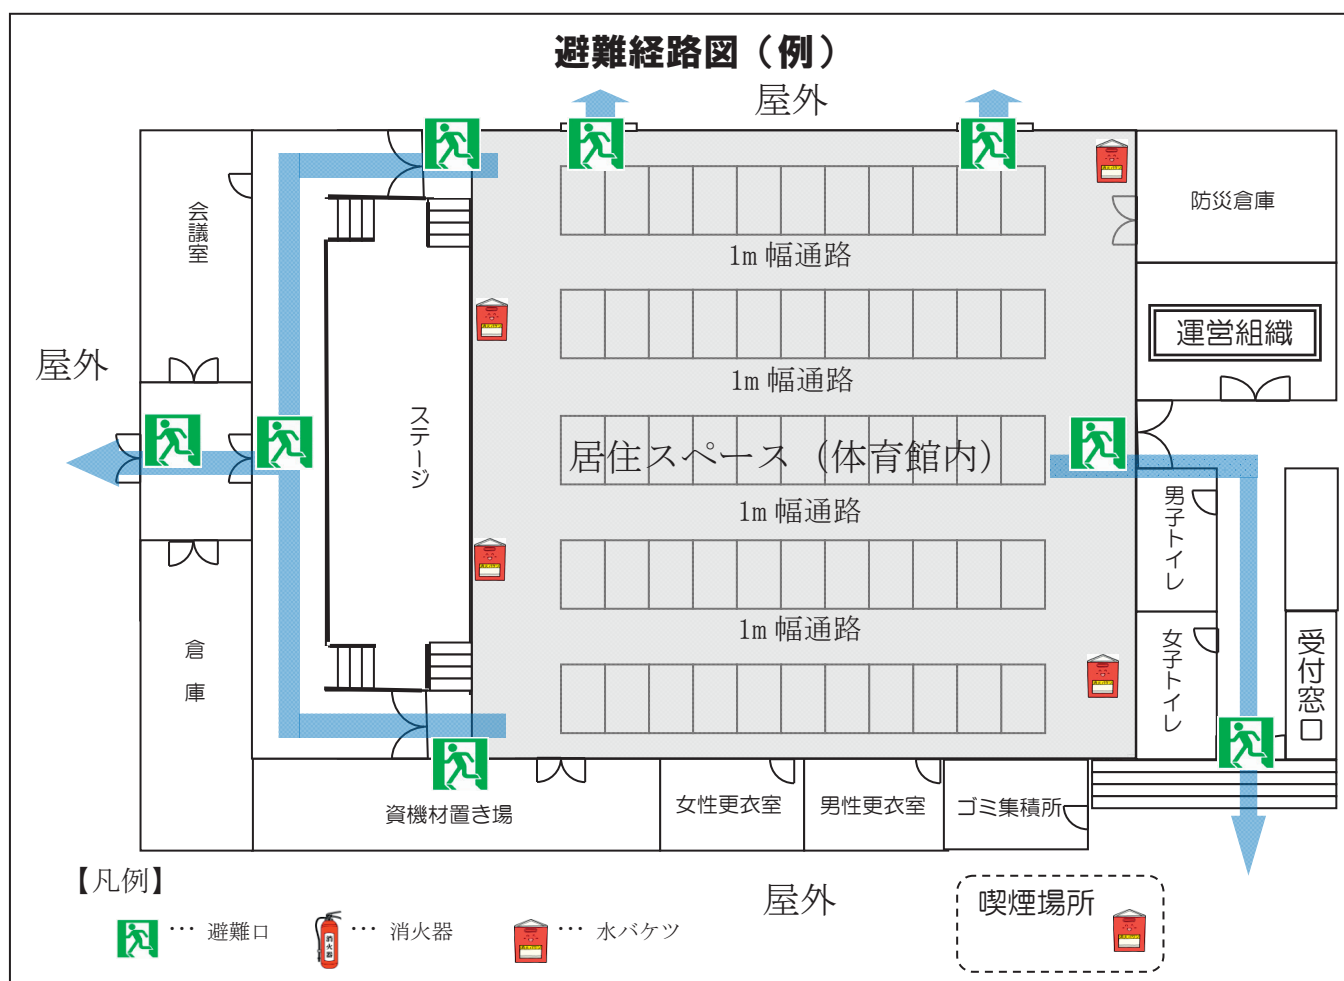 避難経路図（例）
屋外
会議室
防災倉庫
1m 幅通路
運営組織
屋外
1m 幅通路
ステージ
居住スペース（体育館内）
1m 幅通路
男子トイレ
倉庫
1m 幅通路
女子トイレ
受付窓口
資機材置き場
女性更衣室
男性更衣室
ゴミ集積所
【凡例】
屋外
喫煙場所
… 避難口
消火器
… 消火器
… 水バケツ